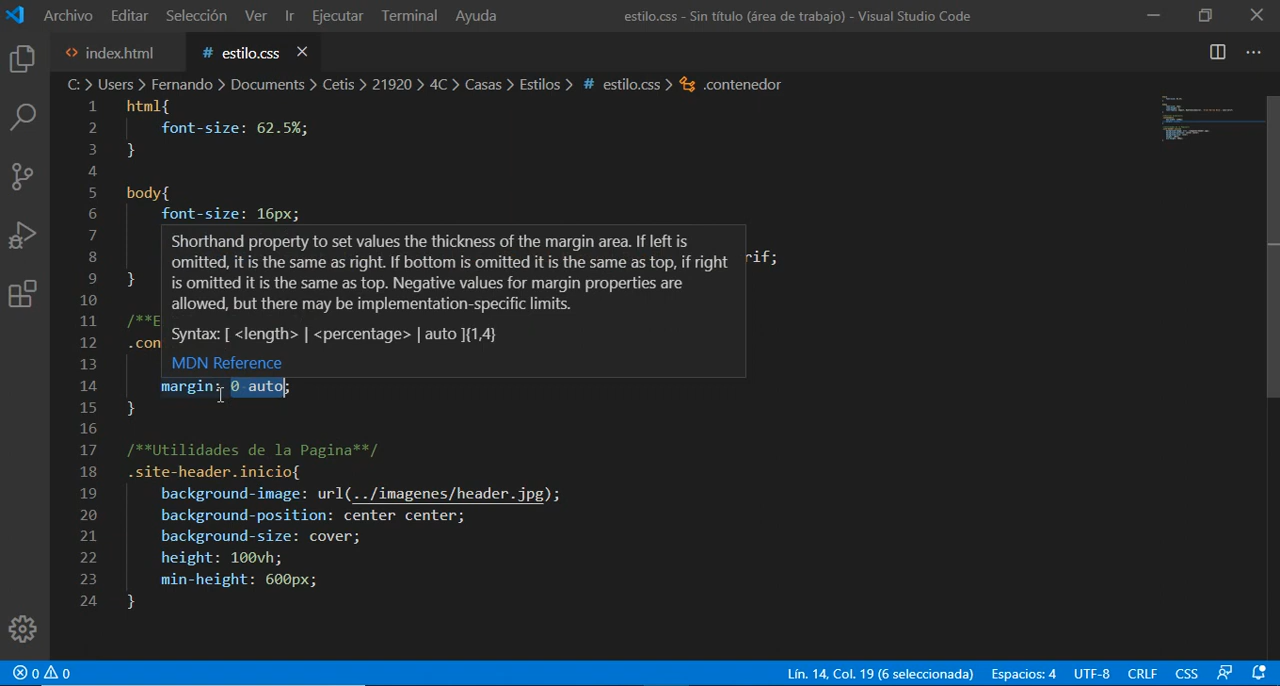 Archivo Editar Selección Ver Ir Ejecutar Terminal Ayuda estilo.css - Sin título (área de trabajo) - Visual Studio Code
<> index.html # estilo.css ×
C: > Users > Fernando > Documents > Cetis > 21920 > 4C > Casas > Estilos > # estilo.css > .contenedor
1 html{
2 font-size: 62.5%;
3 }
4
5 body{
6 font-size: 16px;
7
8 rif;
9 }
10
11 /**E
12 .con
13
Shorthand property to set values the thickness of the margin area. If left is
omitted, it is the same as right. If bottom is omitted it is the same as top, if right
is omitted it is the same as top. Negative values for margin properties are
allowed, but there may be implementation-specific limits.
Syntax: [ <length> | <percentage> | auto ]{1,4}
MDN Reference
14 margin: 0 auto;
15 }
16
17 /**Utilidades de la Pagina**/
18 .site-header.inicio{
19 background-image: url(../imagenes/header.jpg);
20 background-position: center center;
21 background-size: cover;
22 height: 100vh;
23 min-height: 600px;
24 }
0 0 Lín. 14, Col. 19 (6 seleccionada) Espacios: 4 UTF-8 CRLF CSS